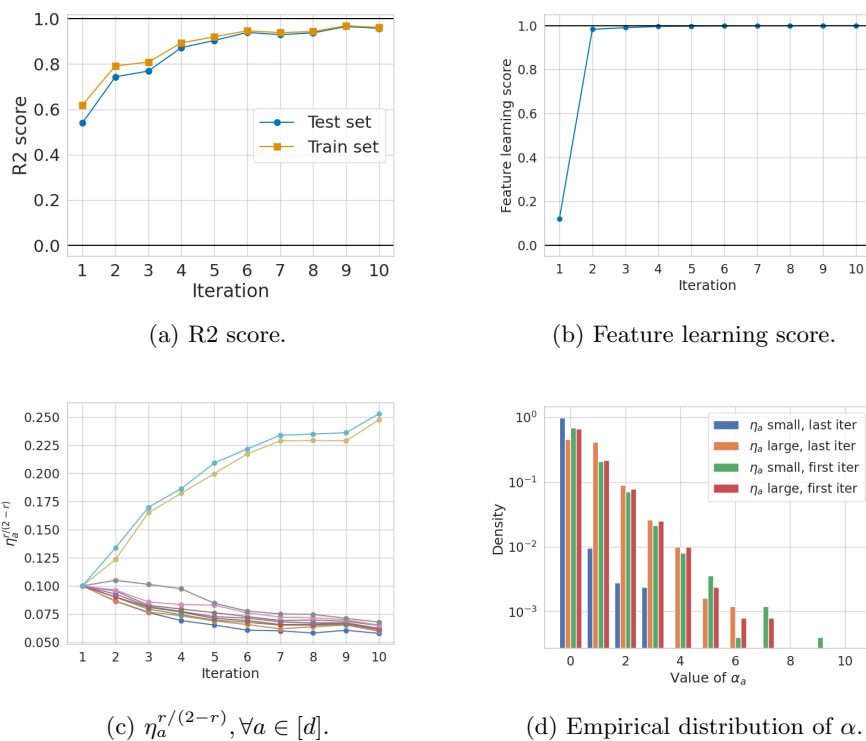 1.0
0.8
0.6
0.4
0.2
0.0
R2 score
Test set
Train set
1 2 3 4 5 6 7 8 9 10
Iteration
(a) R2 score.
1.0
0.8
0.6
0.4
0.2
0.0
Feature learning score
1 2 3 4 5 6 7 8 9 10
Iteration
(b) Feature learning score.
0.250
0.225
0.200
0.175
0.150
0.125
0.100
0.075
0.050
η_a^{r/(2−r)}
1 2 3 4 5 6 7 8 9 10
Iteration
(c) η_a^{r/(2−r)}, ∀a ∈ [d].
10^0
10^{−1}
10^{−2}
10^{−3}
Density
η_a small, last iter
η_a large, last iter
η_a small, first iter
η_a large, first iter
0 2 4 6 8 10
Value of α_a
(d) Empirical distribution of α.